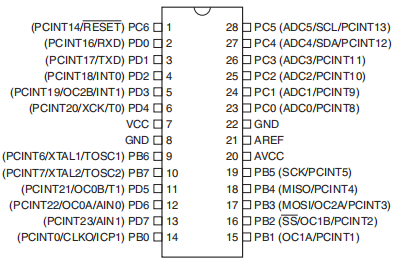 (PCINT14/RESET) PC6 1 28 PC5 (ADC5/SCL/PCINT13)
(PCINT16/RXD) PD0 2 27 PC4 (ADC4/SDA/PCINT12)
(PCINT17/TXD) PD1 3 26 PC3 (ADC3/PCINT11)
(PCINT18/INT0) PD2 4 25 PC2 (ADC2/PCINT10)
(PCINT19/OC2B/INT1) PD3 5 24 PC1 (ADC1/PCINT9)
(PCINT20/XCK/T0) PD4 6 23 PC0 (ADC0/PCINT8)
VCC 7 22 GND
GND 8 21 AREF
(PCINT6/XTAL1/TOSC1) PB6 9 20 AVCC
(PCINT7/XTAL2/TOSC2) PB7 10 19 PB5 (SCK/PCINT5)
(PCINT21/OC0B/T1) PD5 11 18 PB4 (MISO/PCINT4)
(PCINT22/OC0A/AIN0) PD6 12 17 PB3 (MOSI/OC2A/PCINT3)
(PCINT23/AIN1) PD7 13 16 PB2 (SS/OC1B/PCINT2)
(PCINT0/CLKO/ICP1) PB0 14 15 PB1 (OC1A/PCINT1)